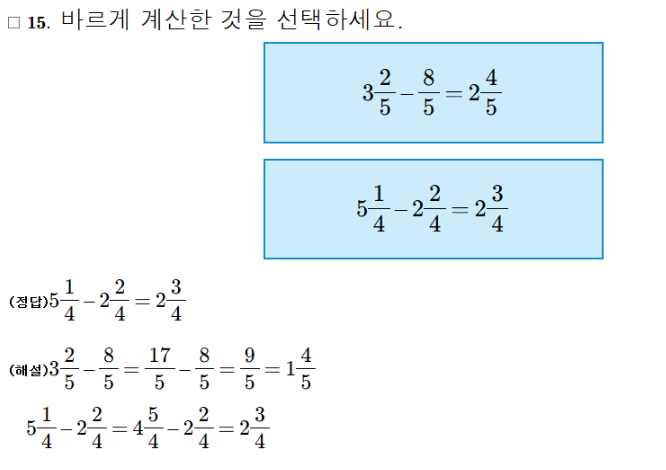 □ 15. 바르게 계산한 것을 선택하세요.
3 2/5 − 8/5 = 2 4/5
5 1/4 − 2 2/4 = 2 3/4
(정답) 5 1/4 − 2 2/4 = 2 3/4
(해설) 3 2/5 − 8/5 = 17/5 − 8/5 = 9/5 = 1 4/5
5 1/4 − 2 2/4 = 4 5/4 − 2 2/4 = 2 3/4